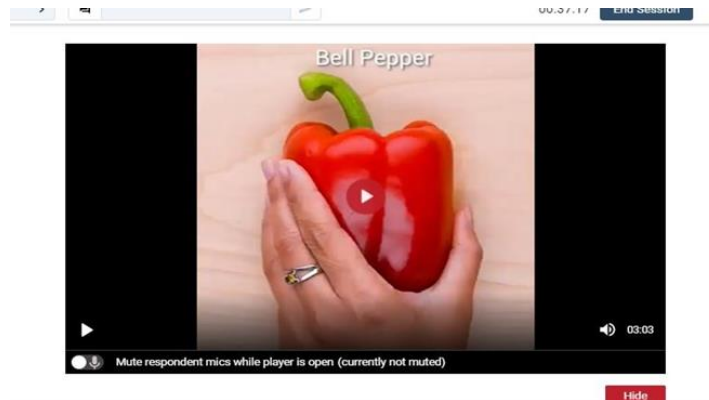 00:37:17
End Session
Bell Pepper
03:03
Mute respondent mics while player is open (currently not muted)
Hide